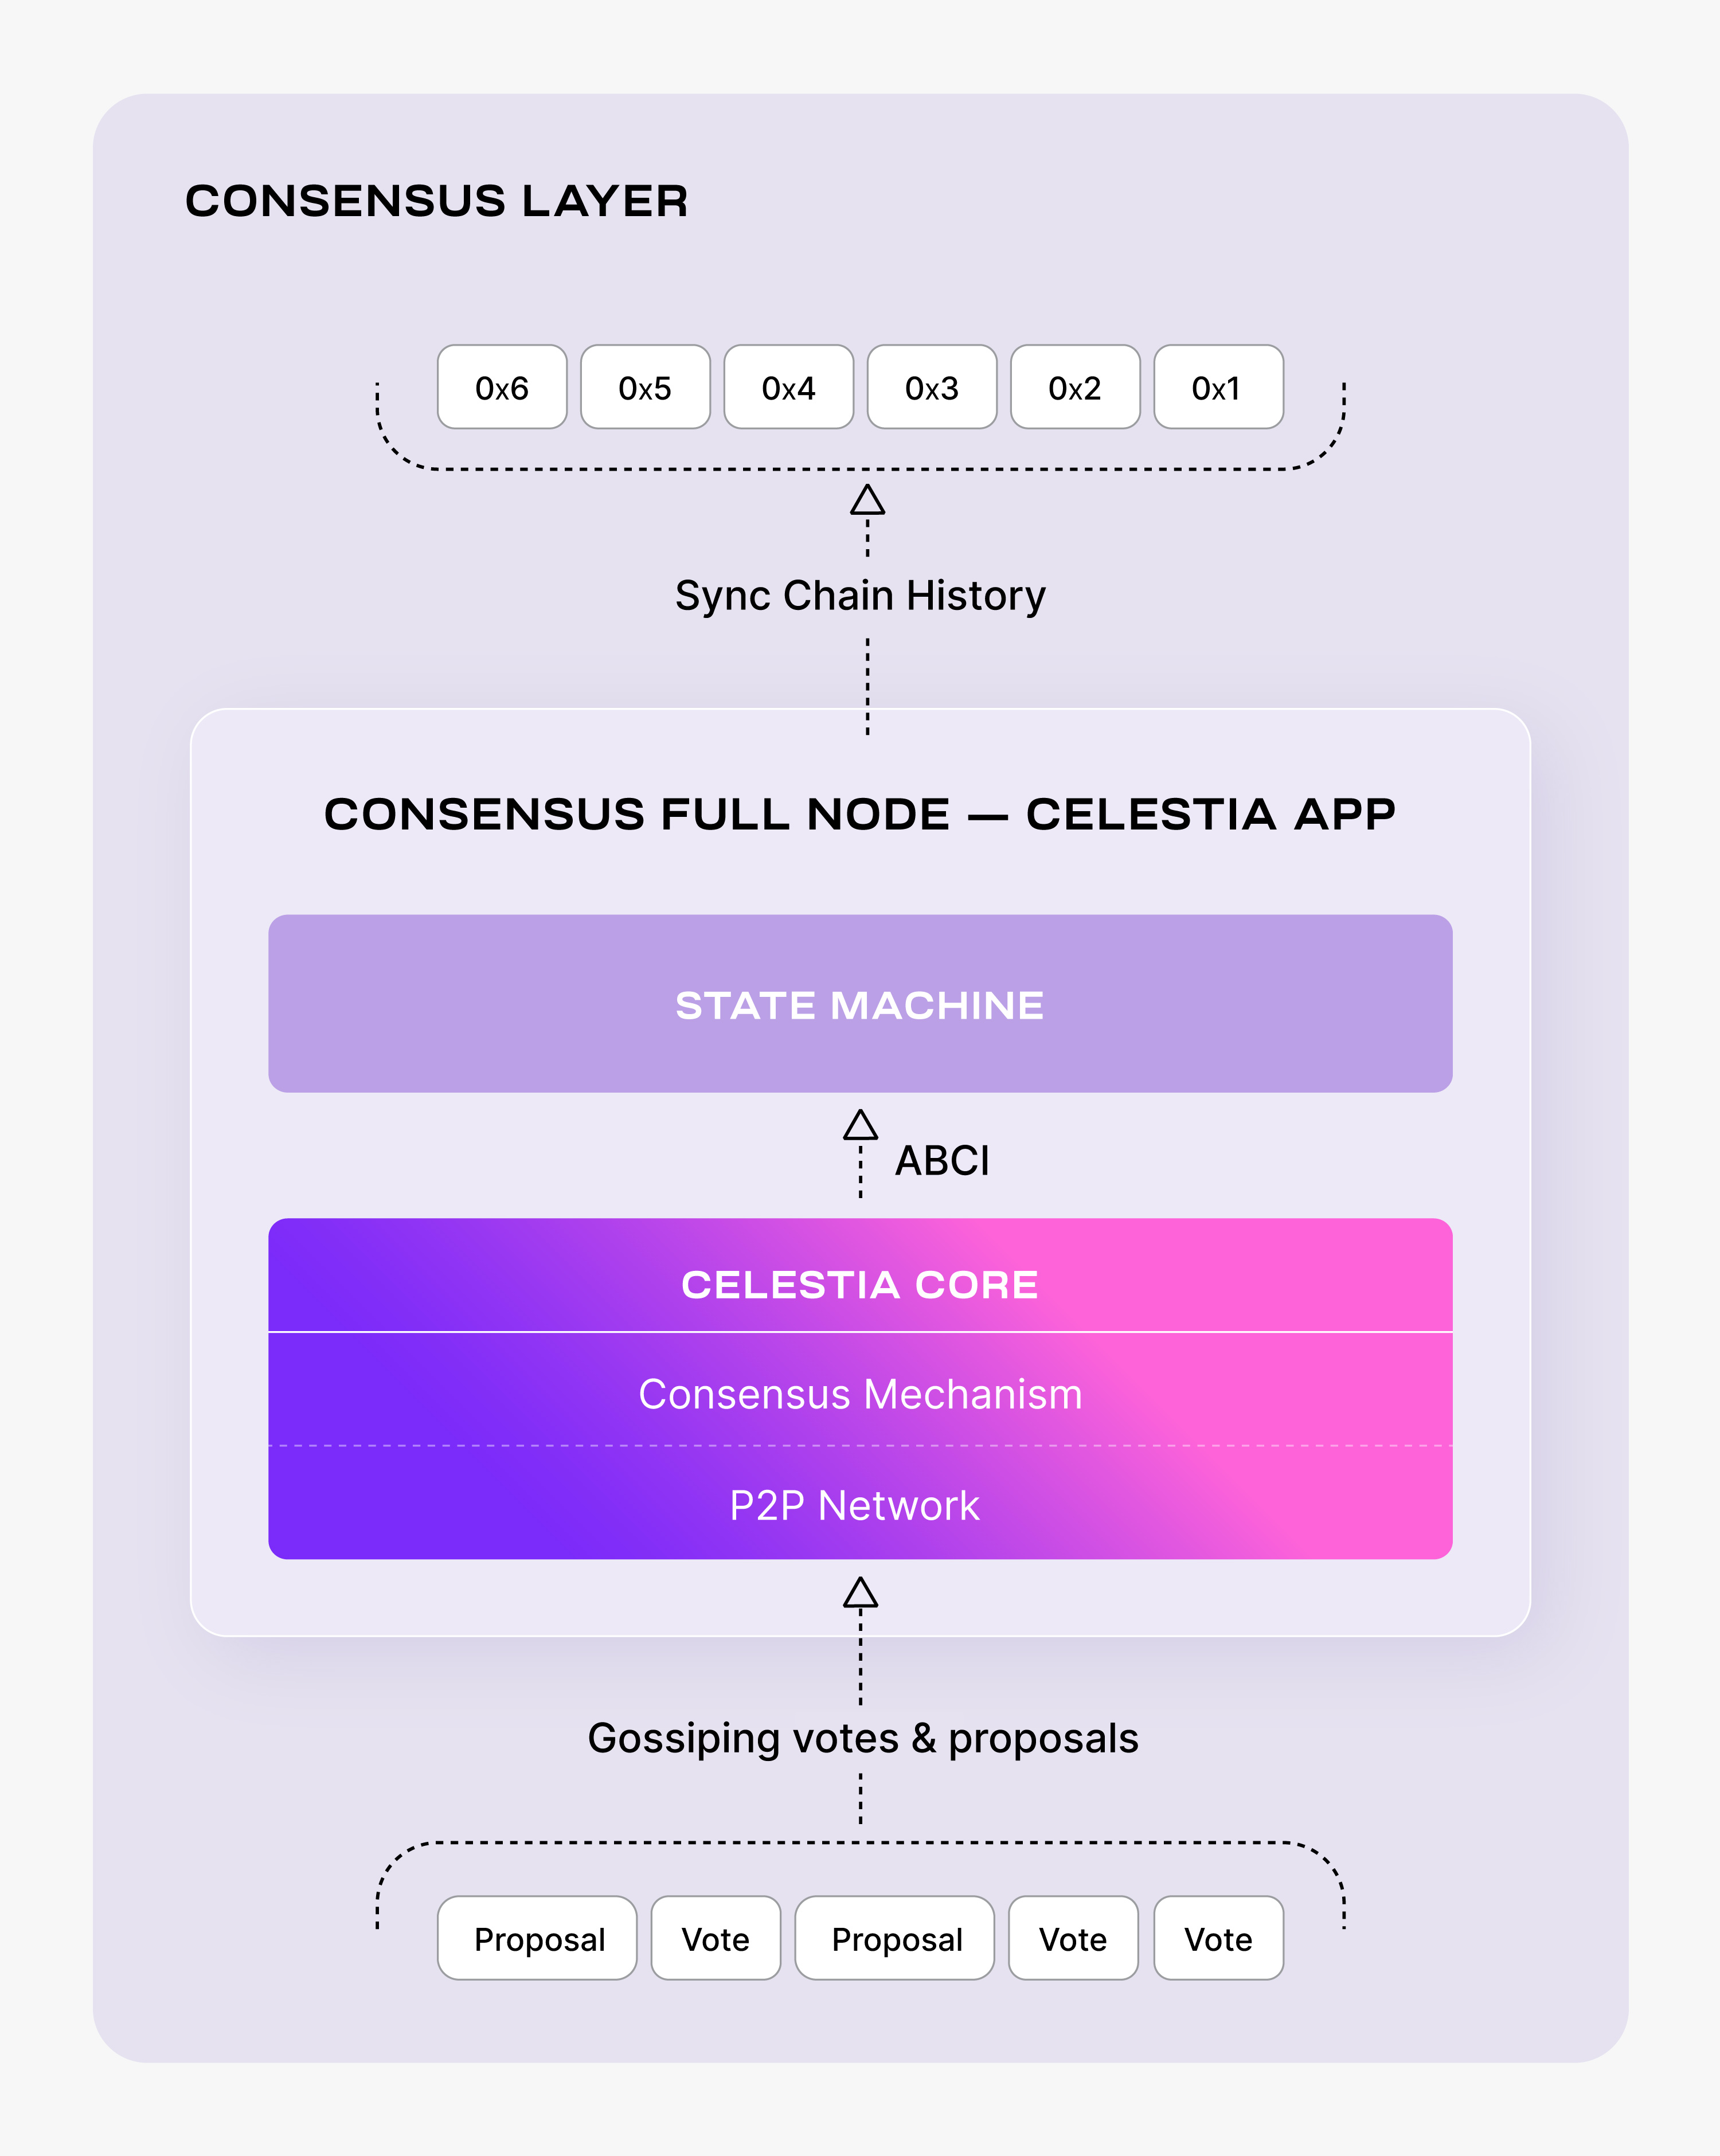 CONSENSUS LAYER
0x6 0x5 0x4 0x3 0x2 0x1
Sync Chain History
CONSENSUS FULL NODE — CELESTIA APP
STATE MACHINE
ABCI
CELESTIA CORE
Consensus Mechanism
P2P Network
Gossiping votes & proposals
Proposal Vote Proposal Vote Vote